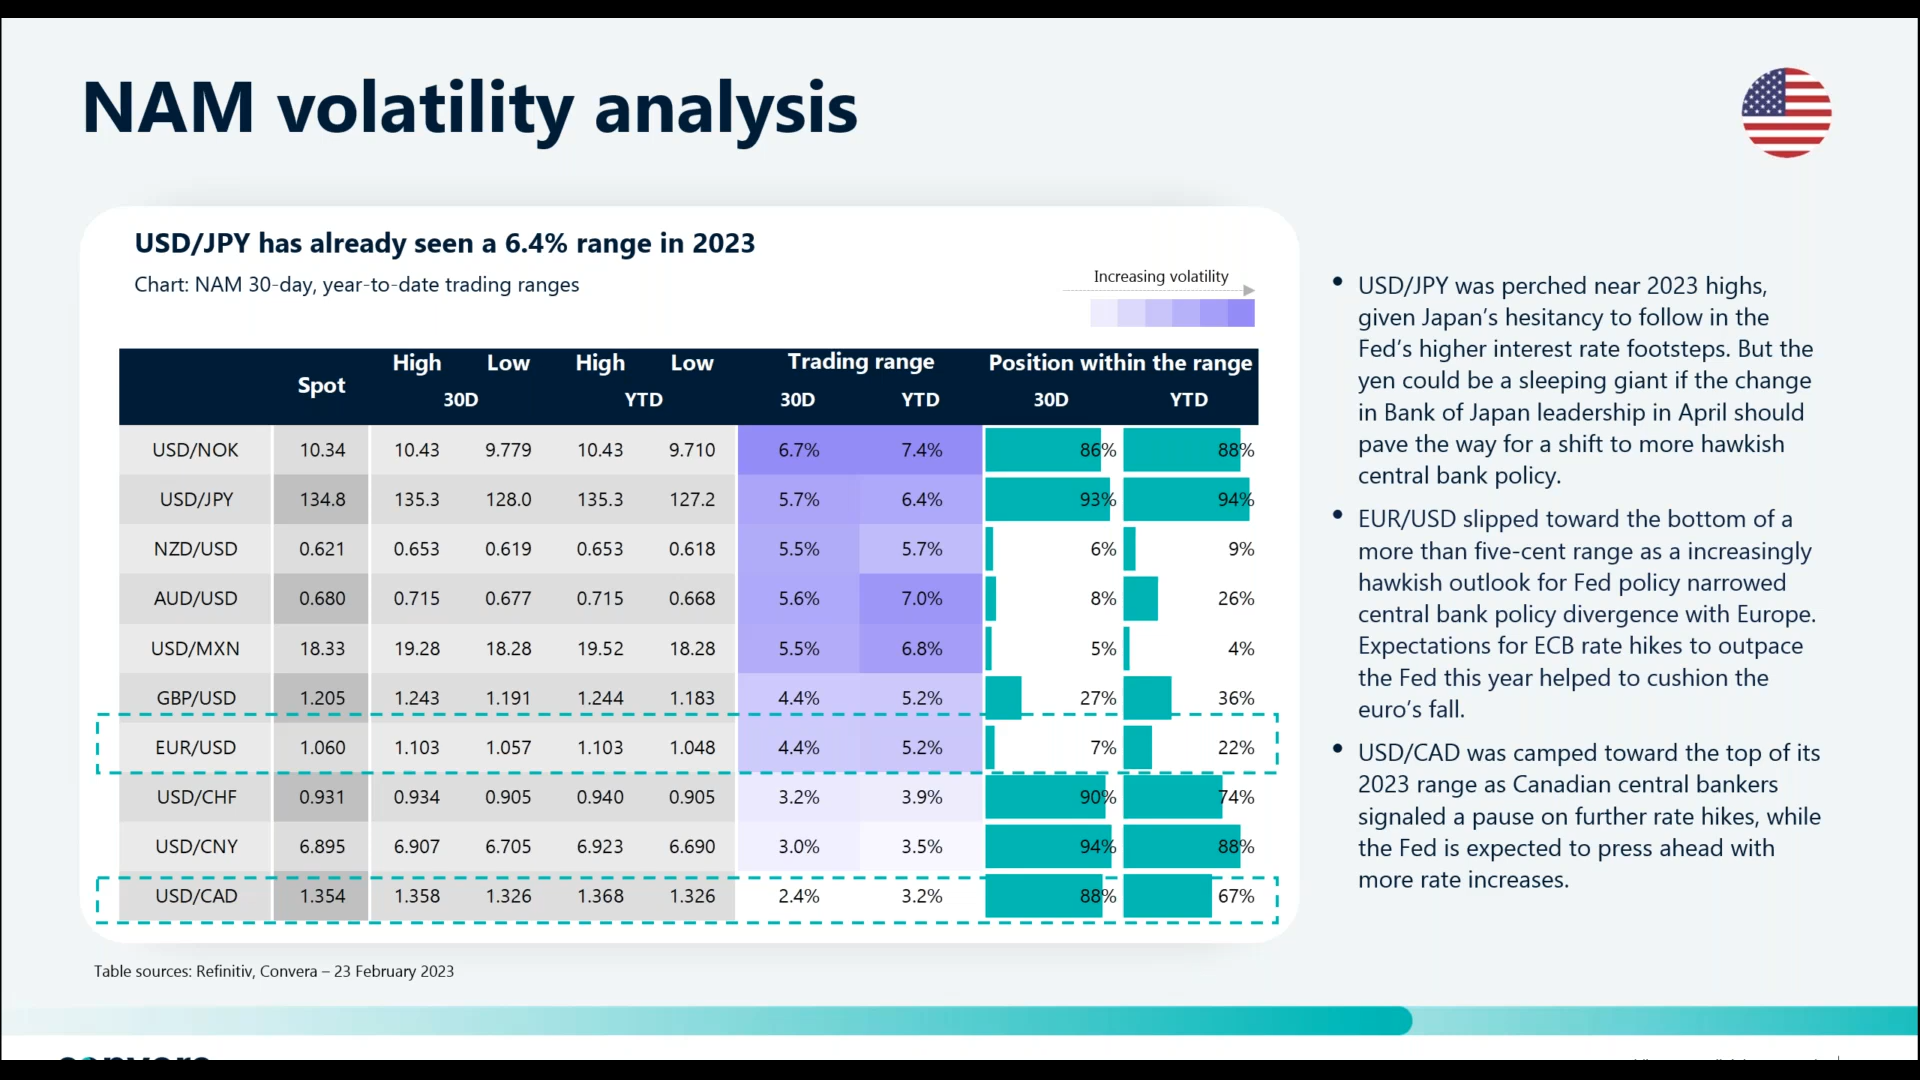 NAM volatility analysis
USD/JPY has already seen a 6.4% range in 2023
Chart: NAM 30-day, year-to-date trading ranges
Increasing volatility
Spot High Low High Low Trading range Position within the range
30D YTD 30D YTD 30D YTD
USD/NOK 10.34 10.43 9.779 10.43 9.710 6.7% 7.4% 86% 88%
USD/JPY 134.8 135.3 128.0 135.3 127.2 5.7% 6.4% 93% 94%
NZD/USD 0.621 0.653 0.619 0.653 0.618 5.5% 5.7% 6% 9%
AUD/USD 0.680 0.715 0.677 0.715 0.668 5.6% 7.0% 8% 26%
USD/MXN 18.33 19.28 18.28 19.52 18.28 5.5% 6.8% 5% 4%
GBP/USD 1.205 1.243 1.191 1.244 1.183 4.4% 5.2% 27% 36%
EUR/USD 1.060 1.103 1.057 1.103 1.048 4.4% 5.2% 7% 22%
USD/CHF 0.931 0.934 0.905 0.940 0.905 3.2% 3.9% 90% 74%
USD/CNY 6.895 6.907 6.705 6.923 6.690 3.0% 3.5% 94% 88%
USD/CAD 1.354 1.358 1.326 1.368 1.326 2.4% 3.2% 88% 67%
Table sources: Refinitiv, Convera – 23 February 2023
• USD/JPY was perched near 2023 highs,
given Japan’s hesitancy to follow in the
Fed’s higher interest rate footsteps. But the
yen could be a sleeping giant if the change
in Bank of Japan leadership in April should
pave the way for a shift to more hawkish
central bank policy.
• EUR/USD slipped toward the bottom of a
more than five-cent range as a increasingly
hawkish outlook for Fed policy narrowed
central bank policy divergence with Europe.
Expectations for ECB rate hikes to outpace
the Fed this year helped to cushion the
euro’s fall.
• USD/CAD was camped toward the top of its
2023 range as Canadian central bankers
signaled a pause on further rate hikes, while
the Fed is expected to press ahead with
more rate increases.
convera